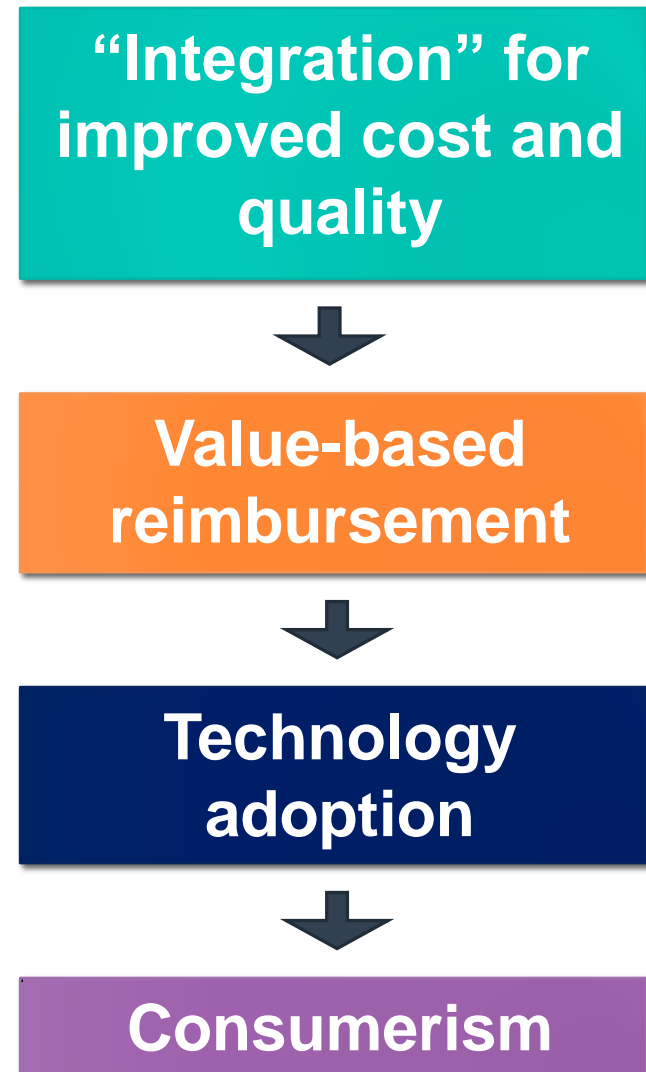 “Integration” for
improved cost and
quality
Value-based
reimbursement
Technology
adoption
Consumerism